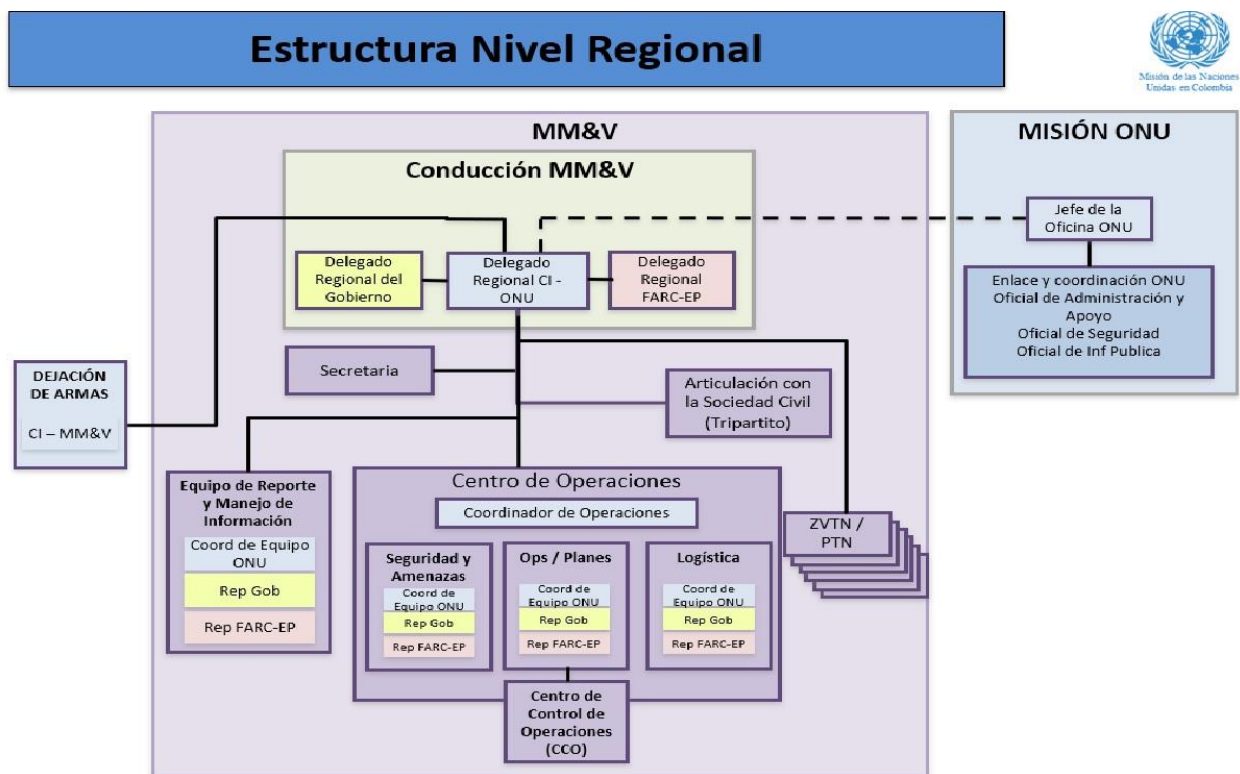 Estructura Nivel Regional
Misión de las Naciones
Unidas en Colombia
MM&V
MISIÓN ONU
Conducción MM&V
Jefe de la
Oficina ONU
Delegado
Regional del
Gobierno
Delegado
Regional CI -
ONU
Delegado
Regional
FARC-EP
Enlace y coordinación ONU
Oficial de Administración y
Apoyo
Oficial de Seguridad
Oficial de Inf Publica
Secretaria
Articulación con
la Sociedad Civil
(Tripartito)
DEJACIÓN
DE ARMAS
CI – MM&V
Equipo de Reporte
y Manejo de
Información
Coord de Equipo
ONU
Rep Gob
Rep FARC-EP
Centro de Operaciones
Coordinador de Operaciones
Seguridad y
Amenazas
Coord de
Equipo ONU
Rep Gob
Rep FARC-EP
Ops / Planes
Coord de
Equipo ONU
Rep Gob
Rep FARC-EP
Logística
Coord de
Equipo ONU
Rep Gob
Rep FARC-EP
ZVTN /
PTN
Centro de
Control de
Operaciones
(CCO)